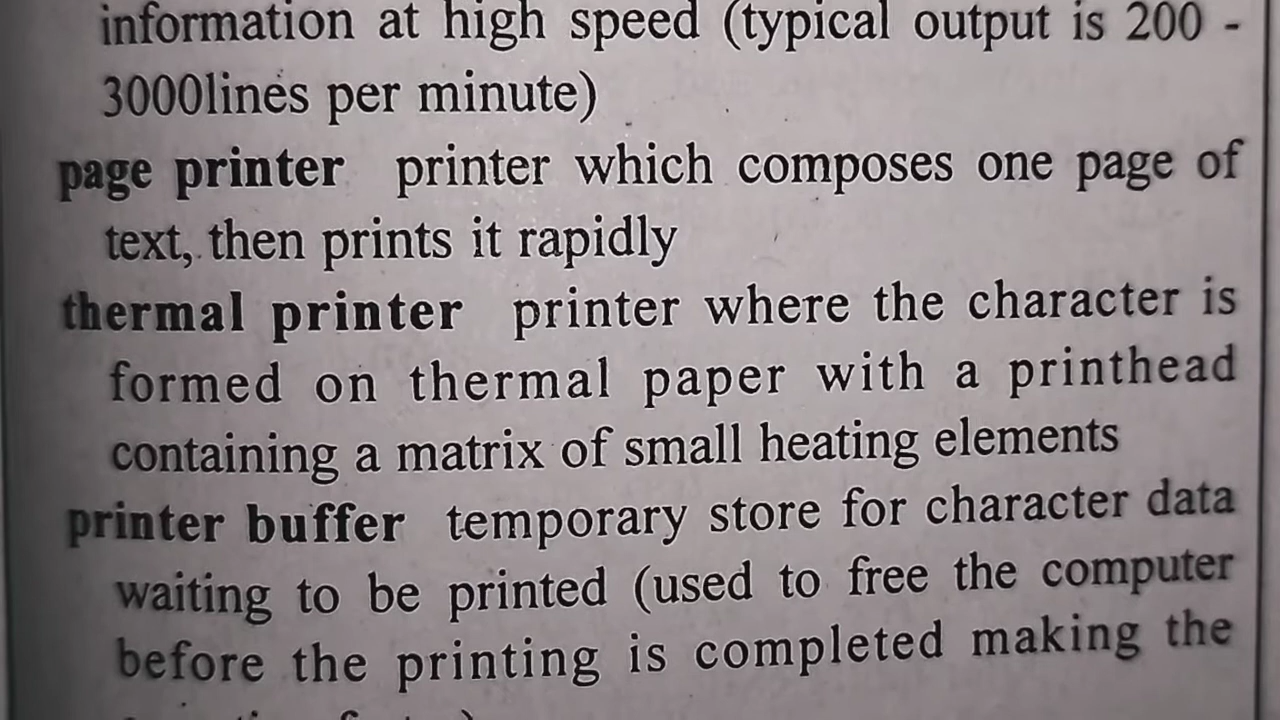 information at high speed (typical output is 200 -
3000lines per minute)
page printer printer which composes one page of
text, then prints it rapidly
thermal printer printer where the character is
formed on thermal paper with a printhead
containing a matrix of small heating elements
printer buffer temporary store for character data
waiting to be printed (used to free the computer
before the printing is completed making the